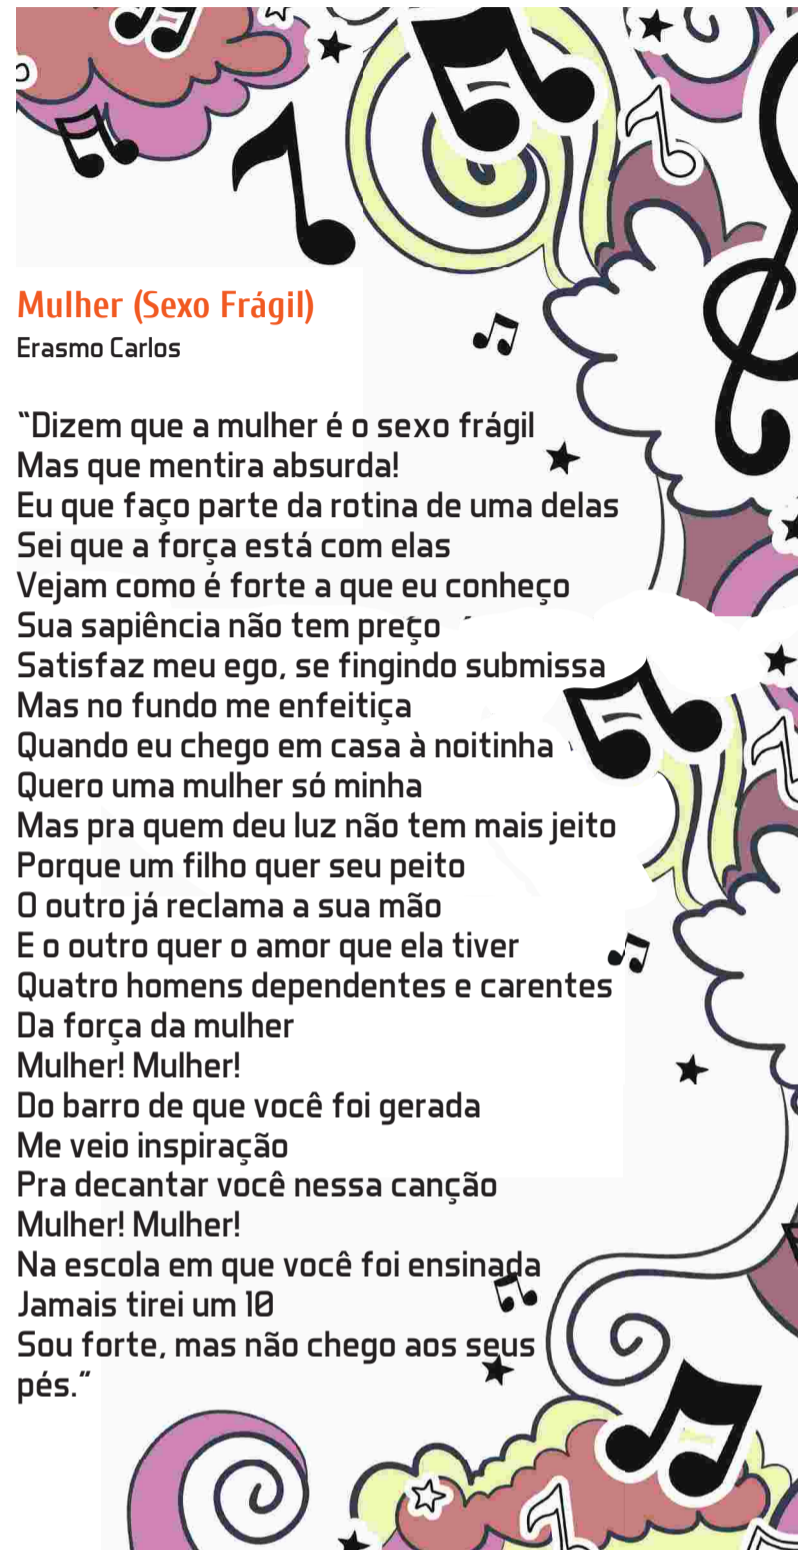 Mulher (Sexo Frágil)
Erasmo Carlos
“Dizem que a mulher é o sexo frágil
Mas que mentira absurda!
Eu que faço parte da rotina de uma delas
Sei que a força está com elas
Vejam como é forte a que eu conheço
Sua sapiência não tem preço
Satisfaz meu ego, se fingindo submissa
Mas no fundo me enfeitiça
Quando eu chego em casa à noitinha
Quero uma mulher só minha
Mas pra quem deu luz não tem mais jeito
Porque um filho quer seu peito
O outro já reclama a sua mão
E o outro quer o amor que ela tiver
Quatro homens dependentes e carentes
Da força da mulher
Mulher! Mulher!
Do barro de que você foi gerada
Me veio inspiração
Pra decantar você nessa canção
Mulher! Mulher!
Na escola em que você foi ensinada
Jamais tirei um 10
Sou forte, mas não chego aos seus
pés.”